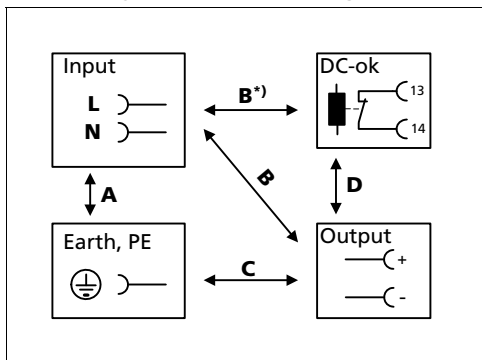 Input
L
N
DC-ok
13
14
B*)
A
B
D
Earth, PE
C
Output
+
-